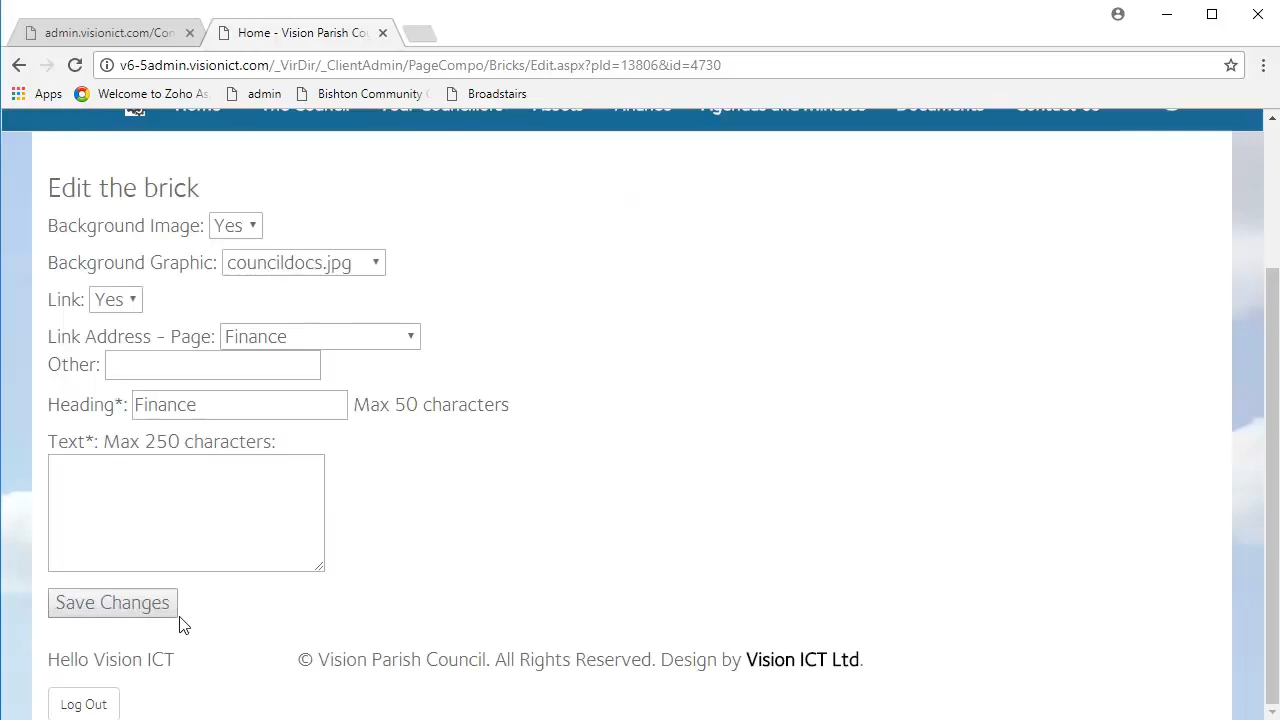 admin.visionict.com/Con
Home - Vision Parish Cou
v6-5admin.visionict.com/_VirDir/_ClientAdmin/PageCompo/Bricks/Edit.aspx?pId=13806&id=4730
Apps Welcome to Zoho As admin Bishton Community Broadstairs
Home The Council Your Councillors Assets Finance Agendas and Minutes Documents Contact Us
Edit the brick
Background Image: Yes
Background Graphic: councildocs.jpg
Link: Yes
Link Address - Page: Finance
Other:
Heading*: Finance Max 50 characters
Text*: Max 250 characters:
Save Changes
Hello Vision ICT © Vision Parish Council. All Rights Reserved. Design by Vision ICT Ltd.
Log Out